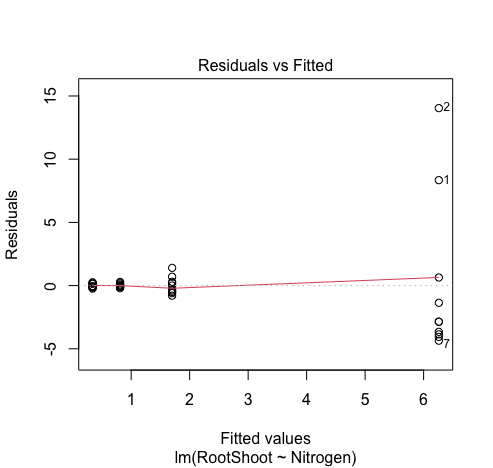 Residuals vs Fitted
Residuals
15
10
5
0
-5
2
1
7
1 2 3 4 5 6
Fitted values
lm(RootShoot ~ Nitrogen)